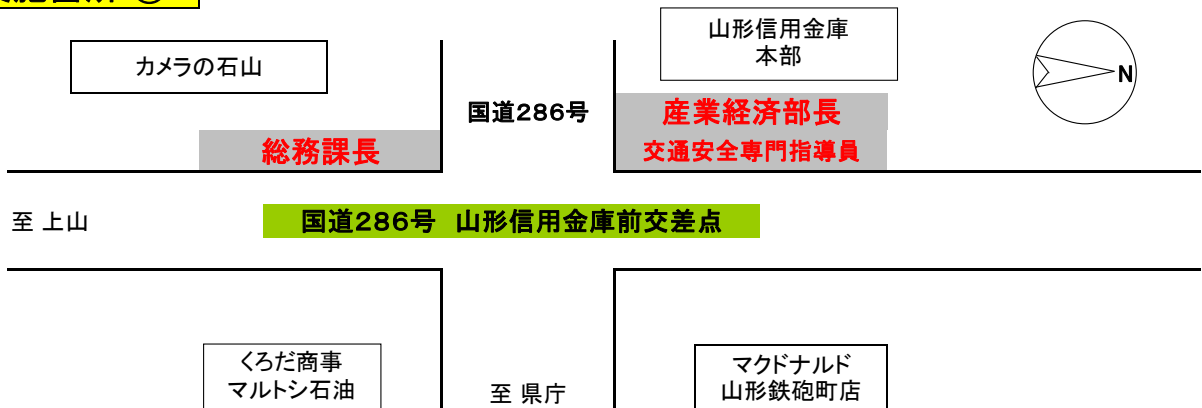 施箇所
カメラの石山
国道286号
山形信用金庫
本部
N
総務課長
産業経済部長
交通安全専門指導員
至 上山
国道286号 山形信用金庫前交差点
くろだ商事
マルトシ石油
至 県庁
マクドナルド
山形鉄砲町店